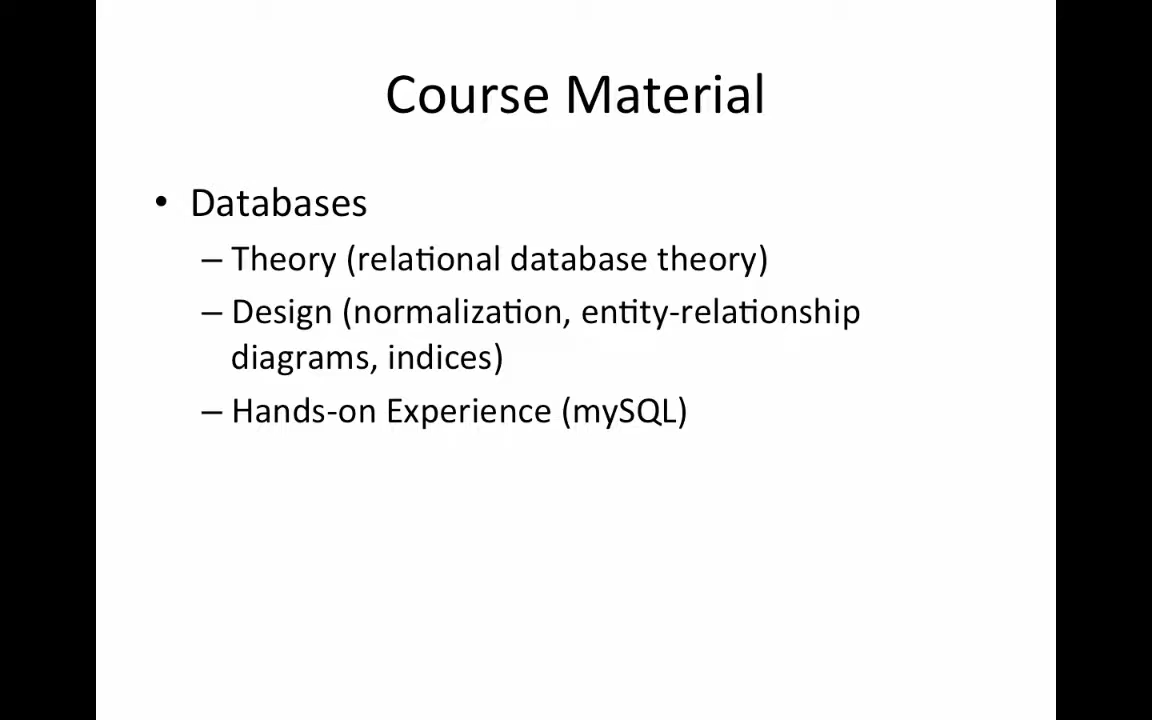 Course Material
• Databases
– Theory (relational database theory)
– Design (normalization, entity-relationship
diagrams, indices)
– Hands-on Experience (mySQL)